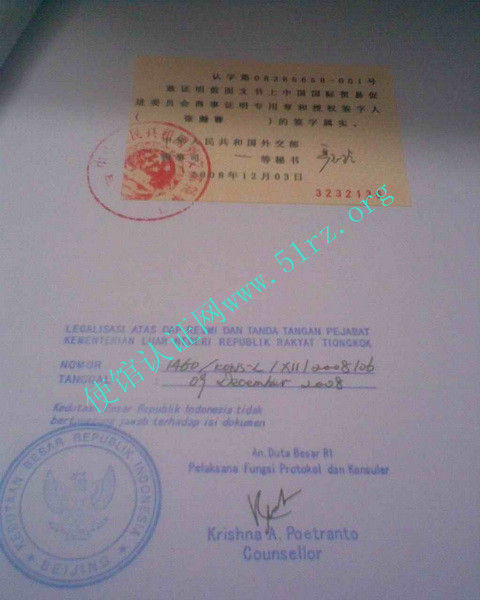 认字第08286658-001号
兹证明前面文书上中国国际贸易促
进委员会商事证明专用章和授权签字人
( )的签字属实。
中华人民共和国外交部
一等秘书
2008年12月03日
3232130
使馆认证网www.51rz.org
LEGALISASI ATAS CAP RESMI DAN TANDA TANGAN PEJABAT
KEMENTERIAN LUAR NEGERI REPUBLIK RAKYAT TIONGKOK
NOMOR : 1460/KONS-L/XII/2008/06
TANGGAL : 09 December 2008
Kedutaan Besar Republik Indonesia tidak
bertanggung jawab terhadap isi dokumen
An. Duta Besar RI
Pelaksana Fungsi Protokol dan Konsuler
Krishna A. Poetranto
Counsellor
KEDUTAAN BESAR REPUBLIK INDONESIA
BEIJING